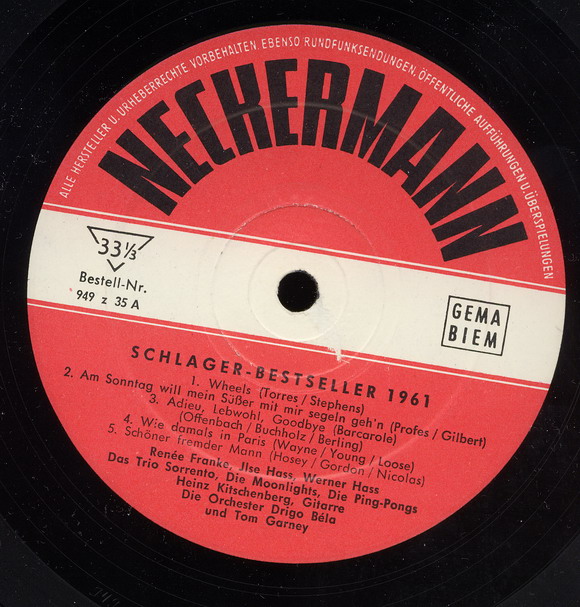 ALLE HERSTELLER U. URHEBERRECHTE VORBEHALTEN, EBENSO RUNDFUNKSENDUNGEN, ÖFFENTLICHE AUFFÜHRUNGEN U. ÜBERSPIELUNGEN
NECKERMANN
33⅓
Bestell-Nr.
949 z 35 A
GEMA
BIEM
SCHLAGER-BESTSELLER 1961
1. Wheels (Torres / Stephens)
2. Am Sonntag will mein Süßer mit mir segeln geh'n (Profes / Gilbert)
3. Adieu, Lebwohl, Goodbye (Barcarole)
(Offenbach / Buchholz / Berling)
4. Wie damals in Paris (Wayne / Young / Loose)
5. Schöner fremder Mann (Hosey / Gordon / Nicolas)
Renée Franke, Jlse Hass, Werner Hass
Das Trio Sorrento, Die Moonlights, Die Ping-Pongs
Heinz Kitschenberg, Gitarre
Die Orchester Drigo Béla
und Tom Garney